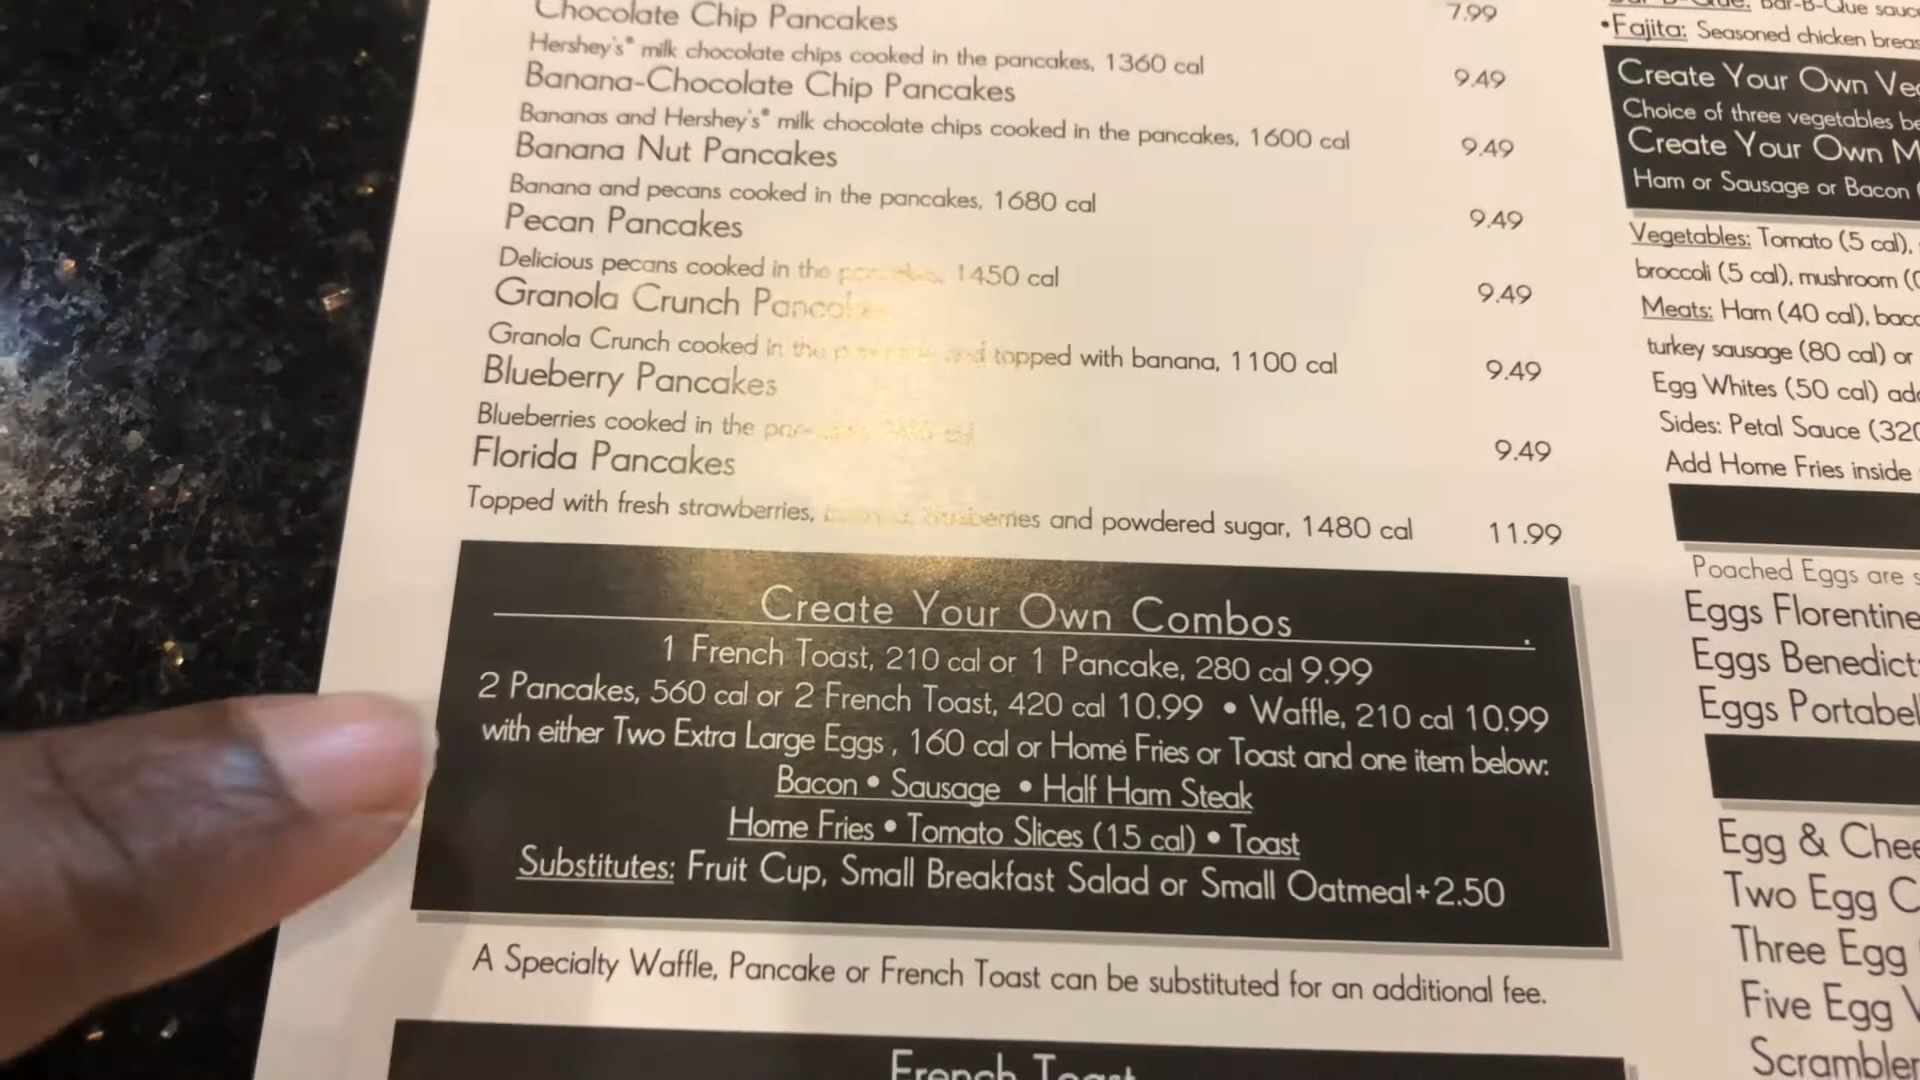 Chocolate Chip Pancakes 7.99
Hershey's® milk chocolate chips cooked in the pancakes, 1360 cal
Banana-Chocolate Chip Pancakes 9.49
Bananas and Hershey's® milk chocolate chips cooked in the pancakes, 1600 cal
Banana Nut Pancakes 9.49
Banana and pecans cooked in the pancakes, 1680 cal
Pecan Pancakes 9.49
Delicious pecans cooked in the 1450 cal
Granola Crunch 9.49
Granola Crunch cooked in the topped with banana, 1100 cal
Blueberry Pancakes 9.49
Blueberries cooked in the
Florida Pancakes 9.49
Topped with fresh strawberries, and powdered sugar, 1480 cal 11.99
Create Your Own Combos
1 French Toast, 210 cal or 1 Pancake, 280 cal 9.99
2 Pancakes, 560 cal or 2 French Toast, 420 cal 10.99 • Waffle, 210 cal 10.99
with either Two Extra Large Eggs , 160 cal or Home Fries or Toast and one item below:
Bacon • Sausage • Half Ham Steak
Home Fries • Tomato Slices (15 cal) • Toast
Substitutes: Fruit Cup, Small Breakfast Salad or Small Oatmeal+2.50
A Specialty Waffle, Pancake or French Toast can be substituted for an additional fee.
French Toast
Bar-B-Que sauce
•Fajita: Seasoned chicken
Create Your Own
Choice of three vegetables
Create Your Own
Ham or Sausage or Bacon
Vegetables: Tomato (5 cal),
broccoli (5 cal), mushroom
Meats: Ham (40 cal),
turkey sausage (80 cal) or
Egg Whites (50 cal)
Sides: Petal Sauce
Add Home Fries inside
Poached Eggs are
Eggs Florentine
Eggs Benedict
Eggs
Egg &
Two Egg
Three Egg
Five Egg